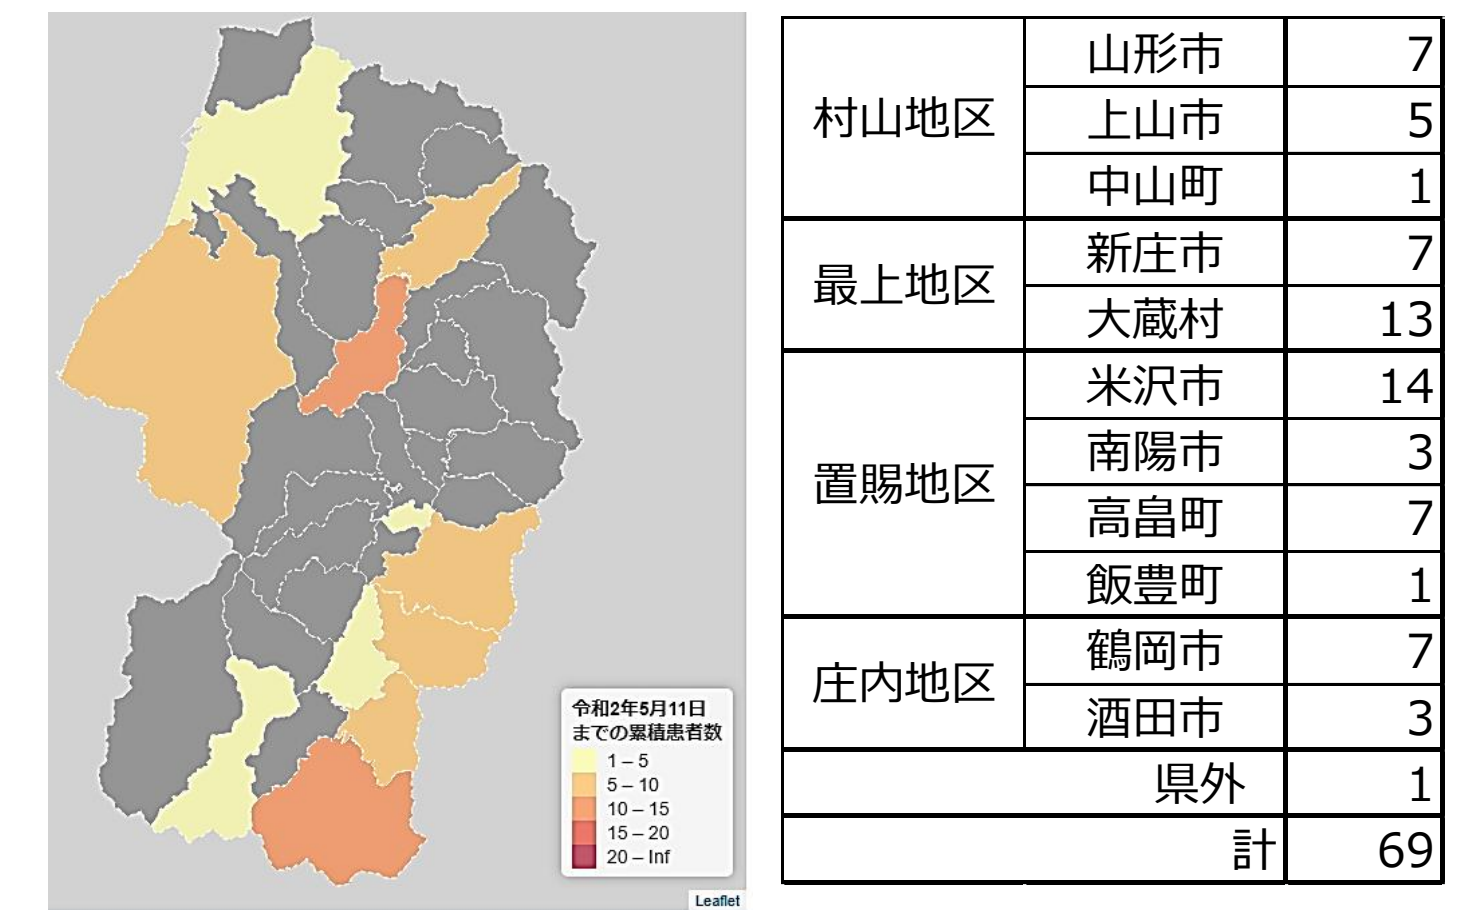 令和2年5月11日
までの累積患者数
1 – 5
5 – 10
10 – 15
15 – 20
20 – Inf
Leaflet
村山地区
山形市 7
上山市 5
中山町 1
最上地区
新庄市 7
大蔵村 13
置賜地区
米沢市 14
南陽市 3
高畠町 7
飯豊町 1
庄内地区
鶴岡市 7
酒田市 3
県外 1
計 69